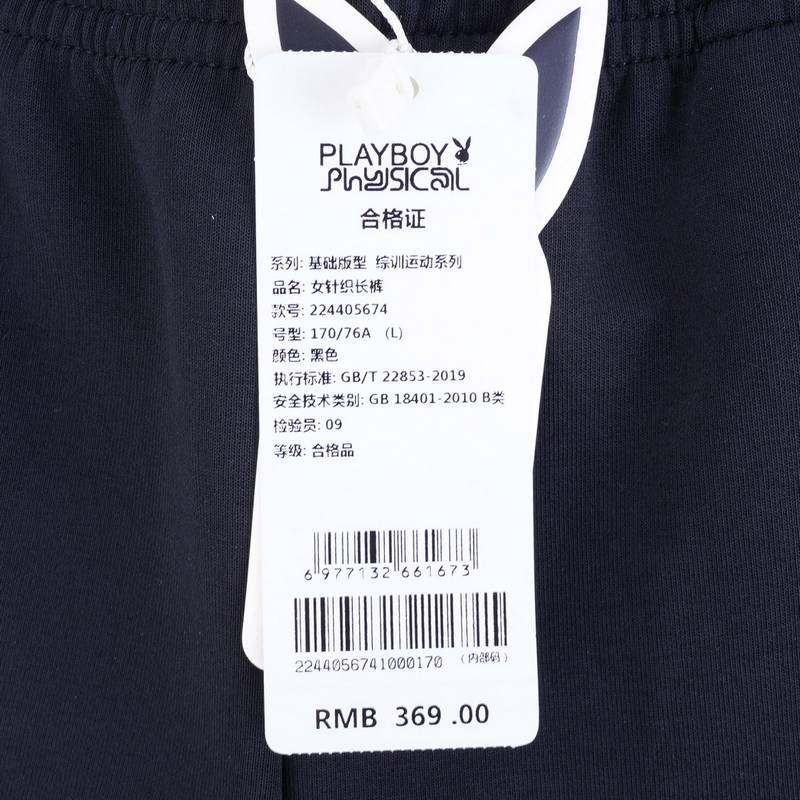 PLAYBOY
PhYSICAL
合格证
系列: 基础版型 综训运动系列
品名: 女针织长裤
款号: 224405674
号型: 170/76A （L）
颜色: 黑色
执行标准: GB/T 22853-2019
安全技术类别: GB 18401-2010 B类
检验员: 09
等级: 合格品
6 977132 661673
2244056741000170 （内部码）
RMB 369.00